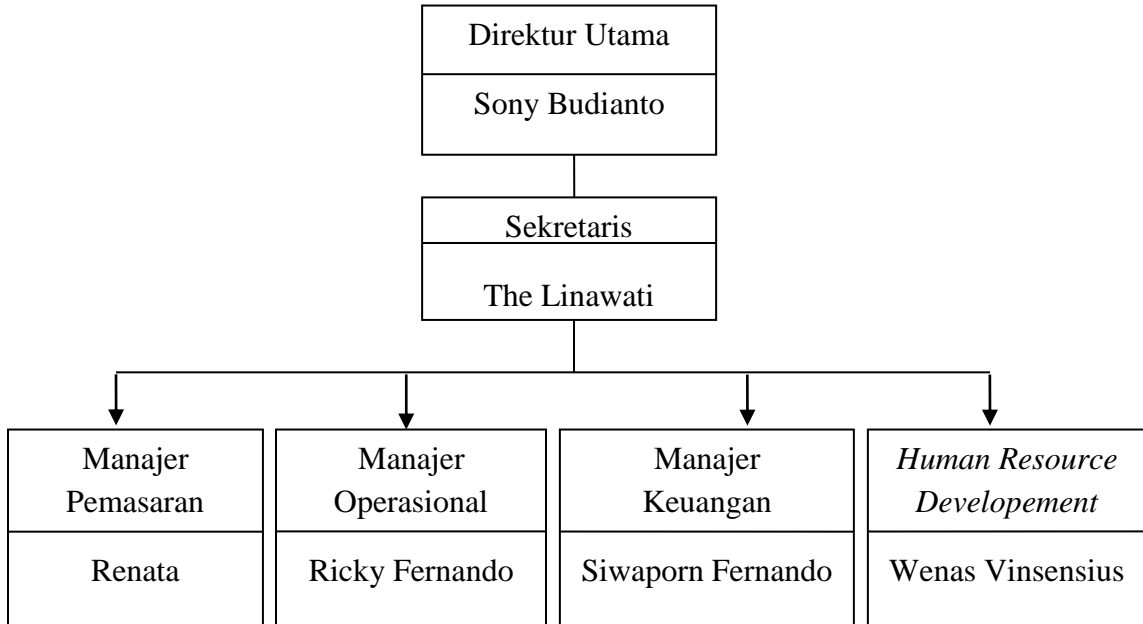 Direktur Utama
Sony Budianto
Sekretaris
The Linawati
Manajer
Pemasaran
Renata
Manajer
Operasional
Ricky Fernando
Manajer
Keuangan
Siwaporn Fernando
Human Resource
Developement
Wenas Vinsensius